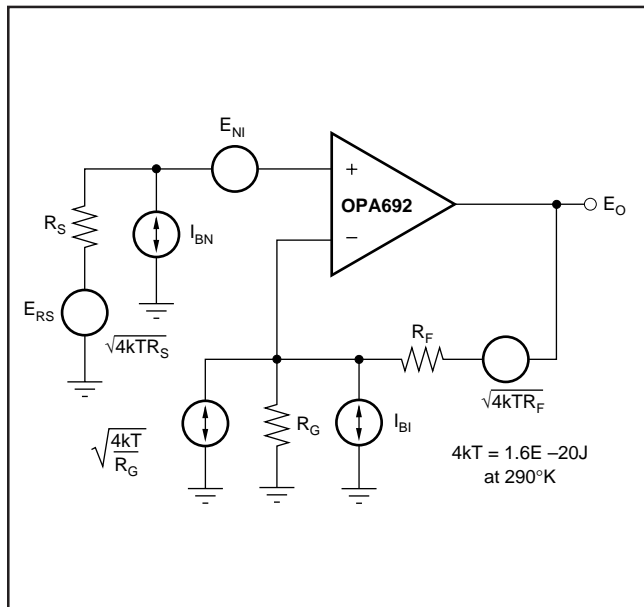 E_NI
+
OPA692
E_O
R_S
I_BN
−
E_RS
√4kTR_S
R_F
√4kTR_F
R_G
I_BI
√4kT/R_G
4kT = 1.6E –20J
at 290°K